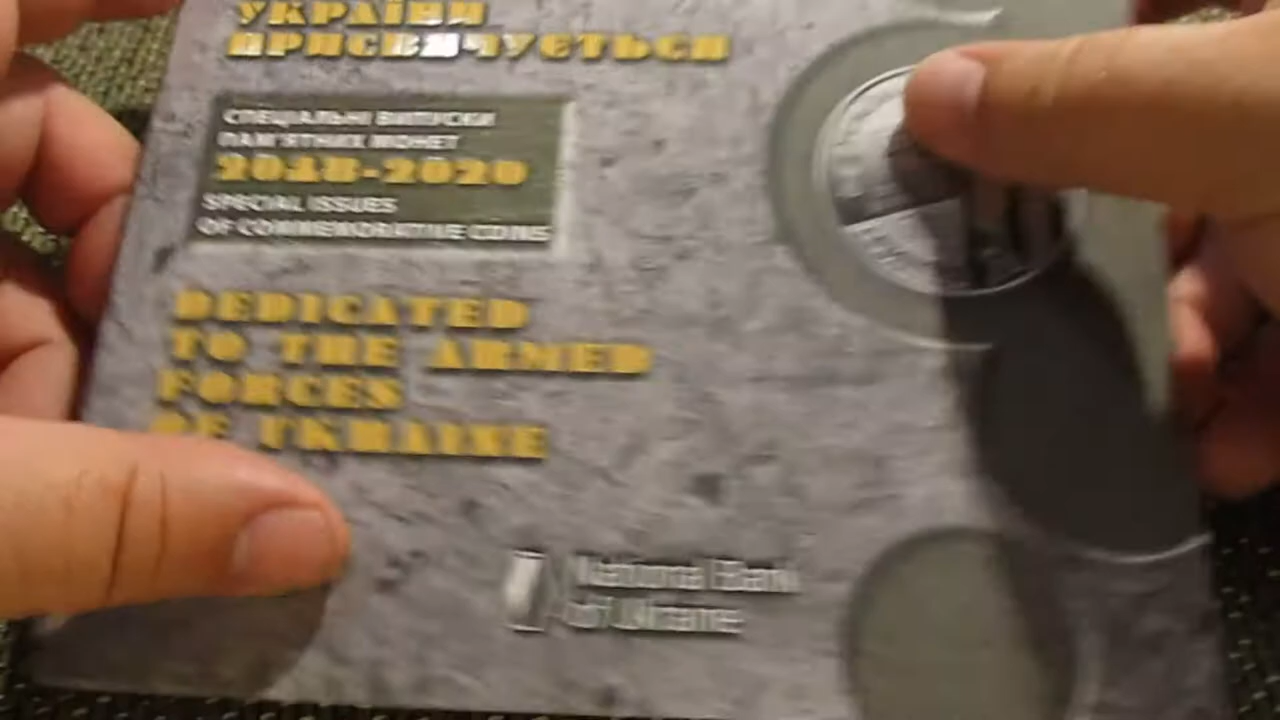 УКРАЇНИ
ПРИСВЯЧУЄТЬСЯ
СПЕЦІАЛЬНІ ВИПУСКИ
ПАМ'ЯТНИХ МОНЕТ
2018-2020
SPECIAL ISSUES
OF COMMEMORATIVE COINS
DEDICATED
TO THE ARMED
FORCES
OF UKRAINE
National Bank
of Ukraine